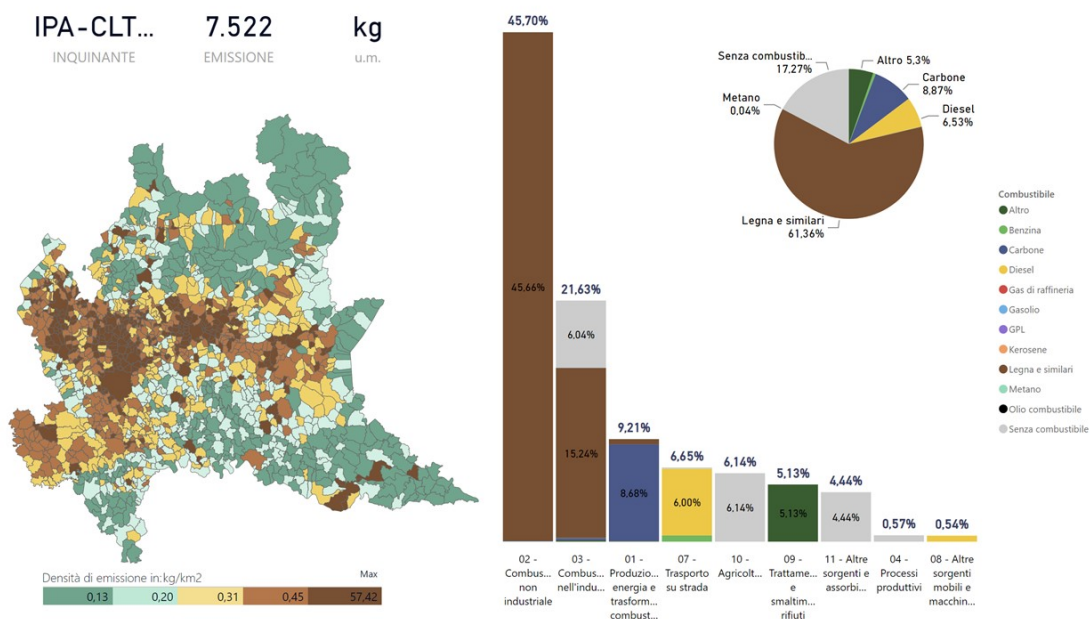 IPA-CLT...
7.522
kg
INQUINANTE
EMISSIONE
u.m.
Densità di emissione in:kg/km2
Max
0,13
0,20
0,31
0,45
57,42
45,70%
45,66%
21,63%
6,04%
15,24%
9,21%
8,68%
6,65%
6,00%
6,14%
6,14%
5,13%
5,13%
4,44%
4,44%
0,57%
0,54%
02 -
Combus...
non
industriale
03 -
Combus...
nell'indu...
01 -
Produzio...
energia e
trasform...
combust...
07 -
Trasporto
su strada
10 -
Agricolt...
09 -
Trattame...
e
smaltim...
rifiuti
11 - Altre
sorgenti e
assorbi...
04 -
Processi
produttivi
08 - Altre
sorgenti
mobili e
macchin...
Senza combustib...
17,27%
Altro 5,3%
Carbone
8,87%
Metano
0,04%
Diesel
6,53%
Legna e similari
61,36%
Combustibile
Altro
Benzina
Carbone
Diesel
Gas di raffineria
Gasolio
GPL
Kerosene
Legna e similari
Metano
Olio combustibile
Senza combustibile